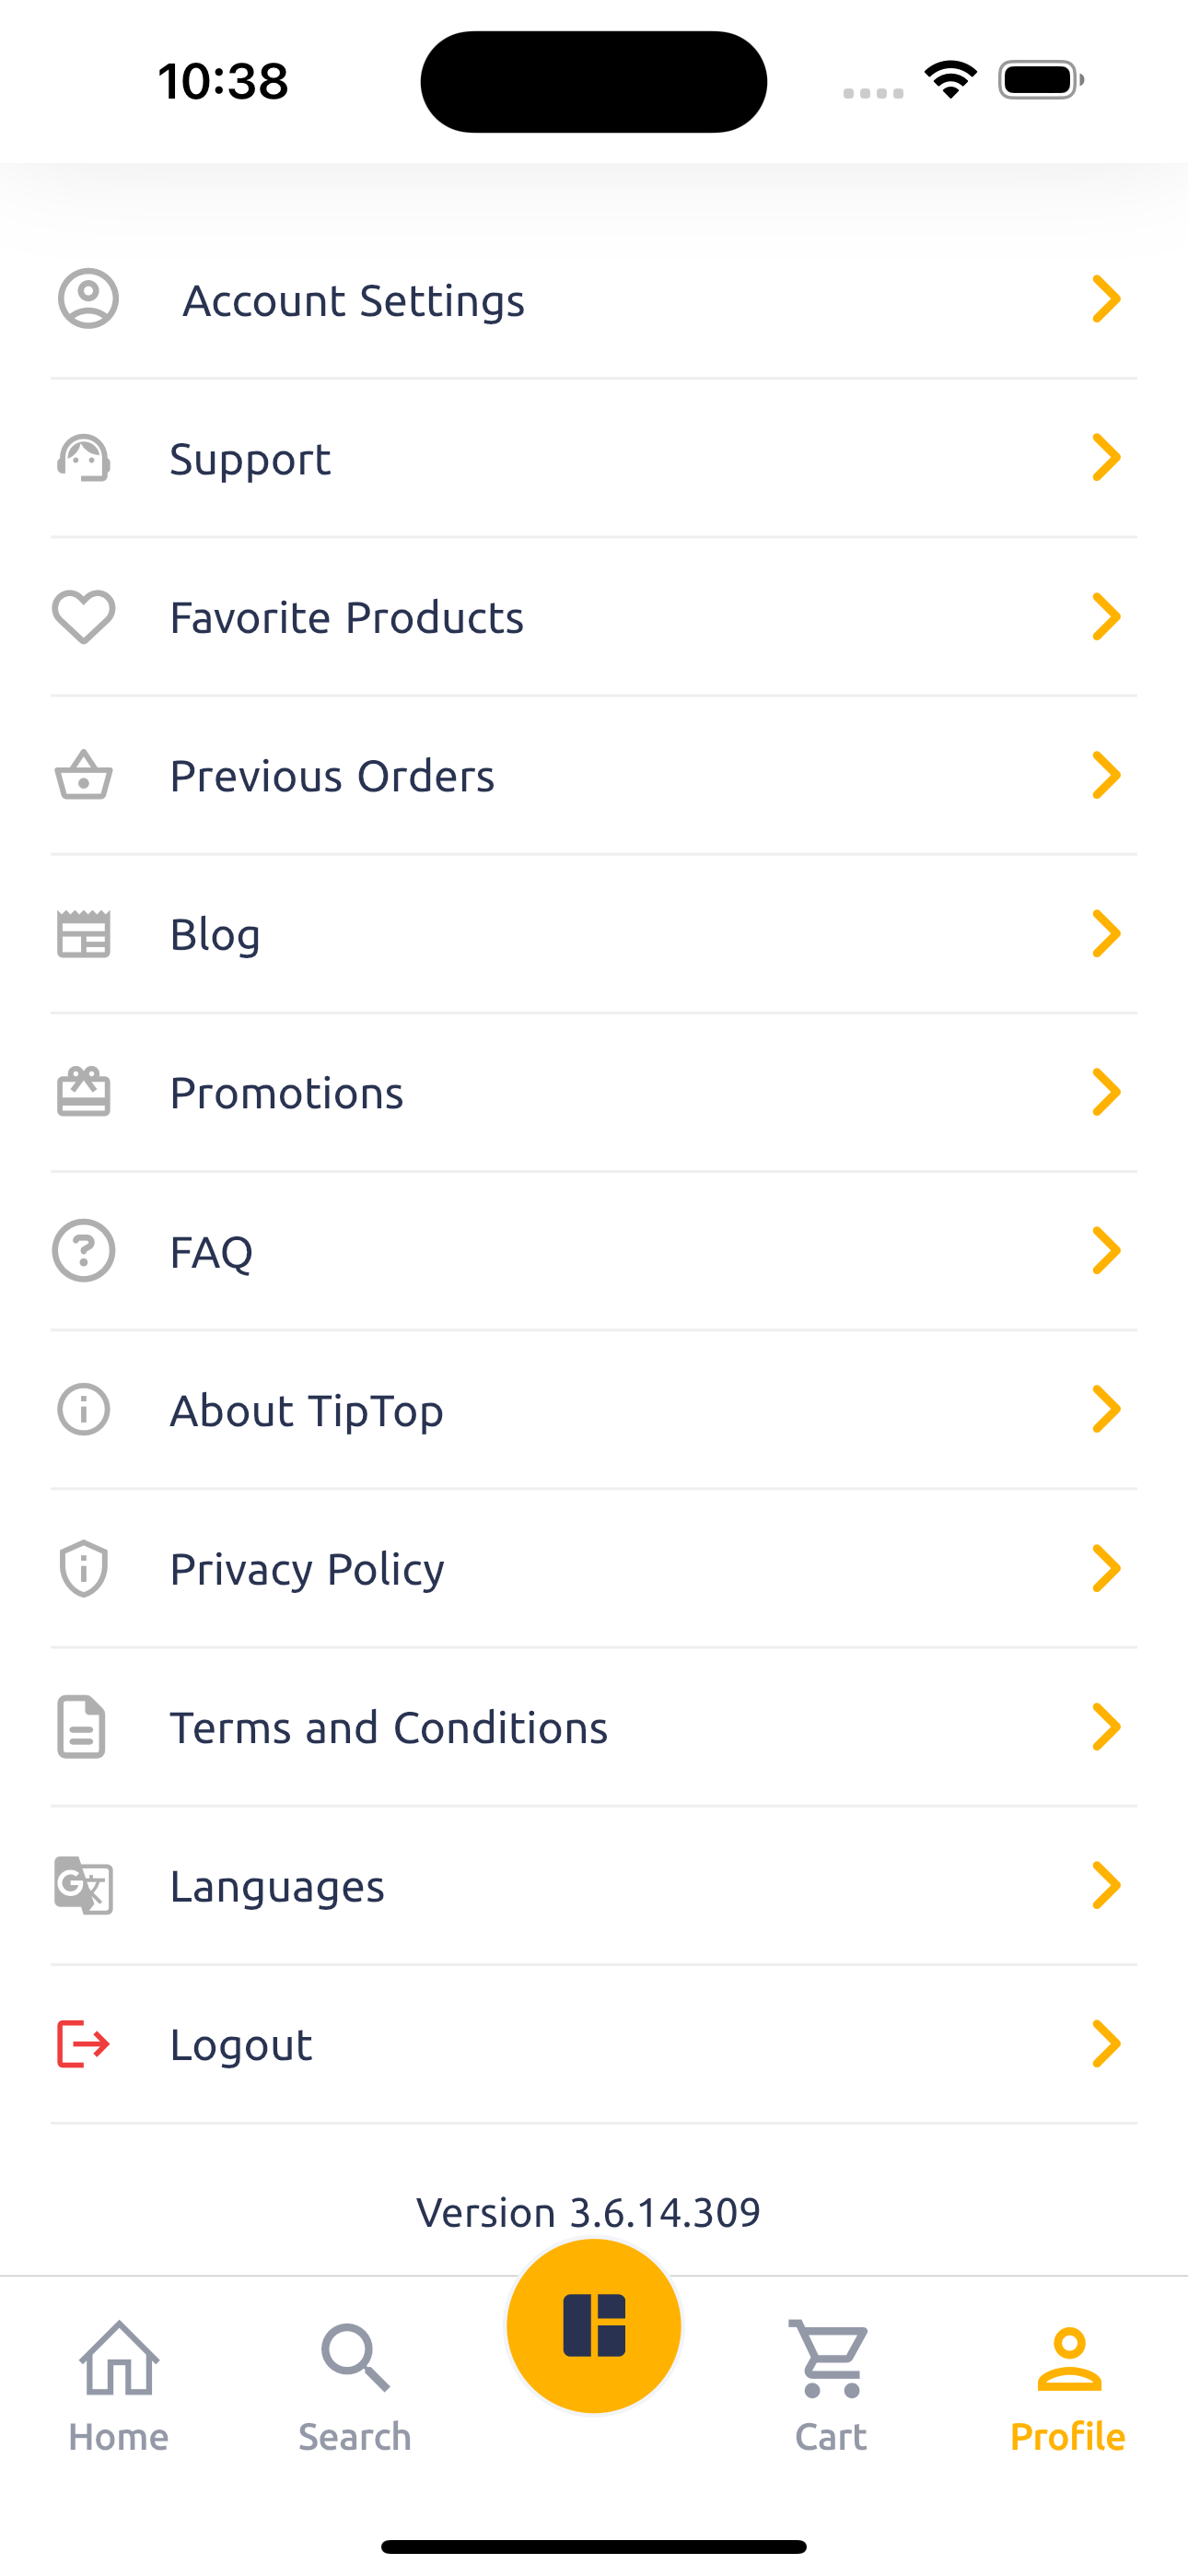 10:38
Account Settings
Support
Favorite Products
Previous Orders
Blog
Promotions
FAQ
About TipTop
Privacy Policy
Terms and Conditions
Languages
Logout
Version 3.6.14.309
Home
Search
Cart
Profile